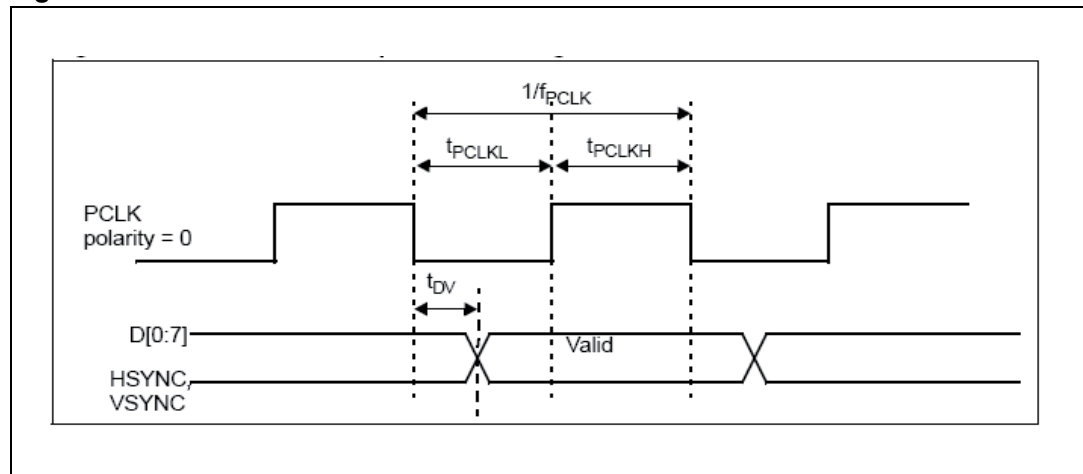 1/fPCLK
tPCLKL
tPCLKH
PCLK
polarity = 0
tDV
D[0:7]
Valid
HSYNC,
VSYNC